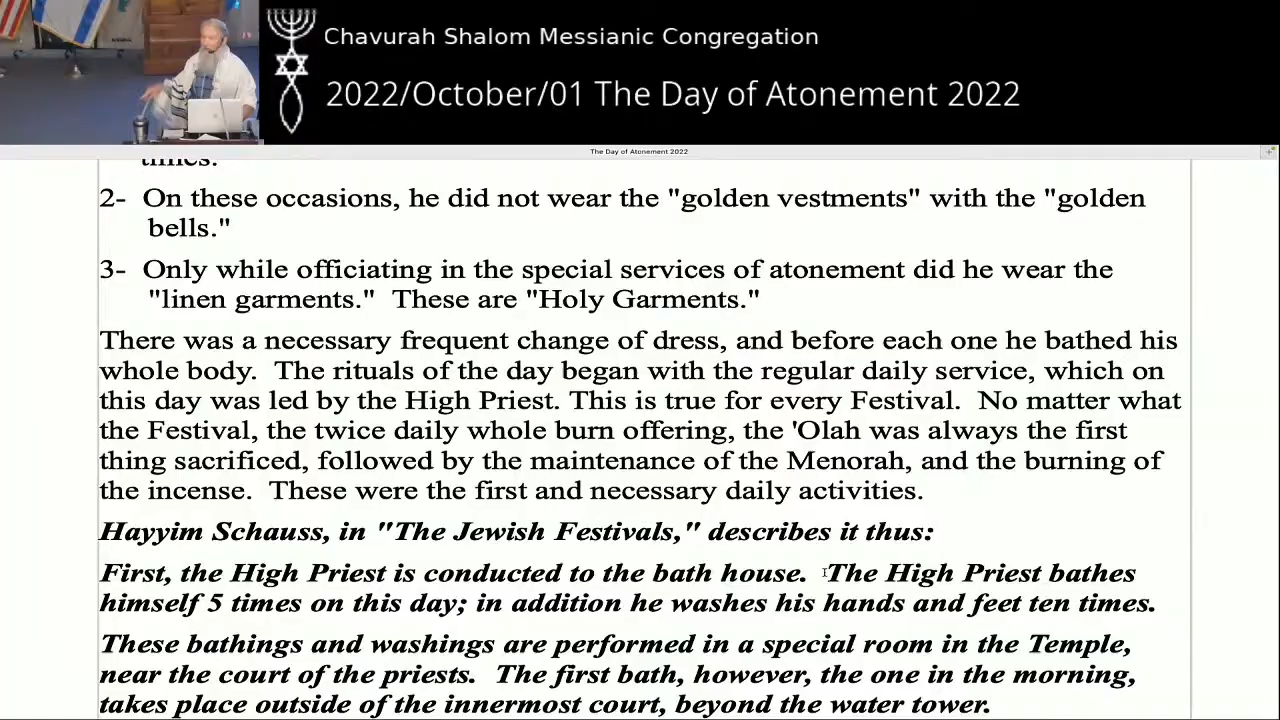 Chavurah Shalom Messianic Congregation
2022/October/01 The Day of Atonement 2022
The Day of Atonement 2022
times.
2- On these occasions, he did not wear the "golden vestments" with the "golden
bells."
3- Only while officiating in the special services of atonement did he wear the
"linen garments." These are "Holy Garments."
There was a necessary frequent change of dress, and before each one he bathed his
whole body. The rituals of the day began with the regular daily service, which on
this day was led by the High Priest. This is true for every Festival. No matter what
the Festival, the twice daily whole burn offering, the 'Olah was always the first
thing sacrificed, followed by the maintenance of the Menorah, and the burning of
the incense. These were the first and necessary daily activities.
Hayyim Schauss, in "The Jewish Festivals," describes it thus:
First, the High Priest is conducted to the bath house. The High Priest bathes
himself 5 times on this day; in addition he washes his hands and feet ten times.
These bathings and washings are performed in a special room in the Temple,
near the court of the priests. The first bath, however, the one in the morning,
takes place outside of the innermost court, beyond the water tower.